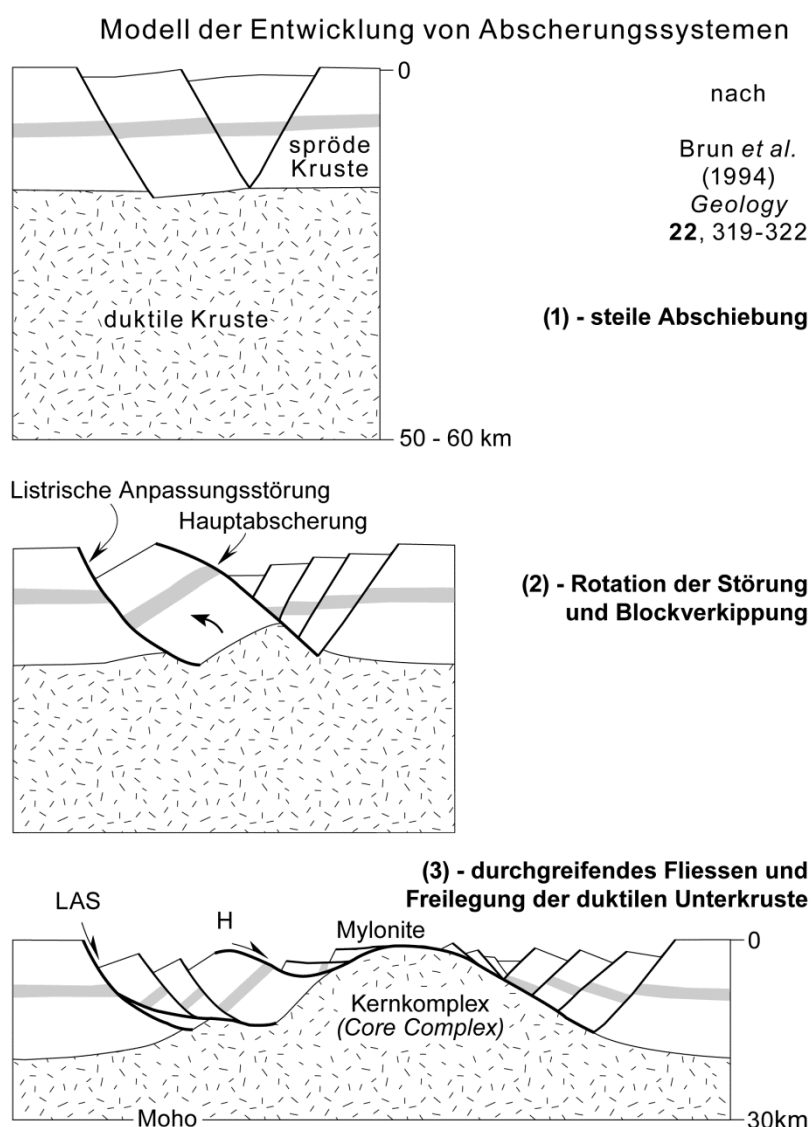 Modell der Entwicklung von Abscherungssystemen
0
nach
Brun et al.
(1994)
Geology
22, 319-322
spröde
Kruste
duktile Kruste
(1) - steile Abschiebung
50 - 60 km
Listrische Anpassungsstörung
Hauptabscherung
(2) - Rotation der Störung
und Blockverkippung
(3) - durchgreifendes Fliessen und
Freilegung der duktilen Unterkruste
LAS
H
Mylonite
0
Kernkomplex
(Core Complex)
Moho
30km